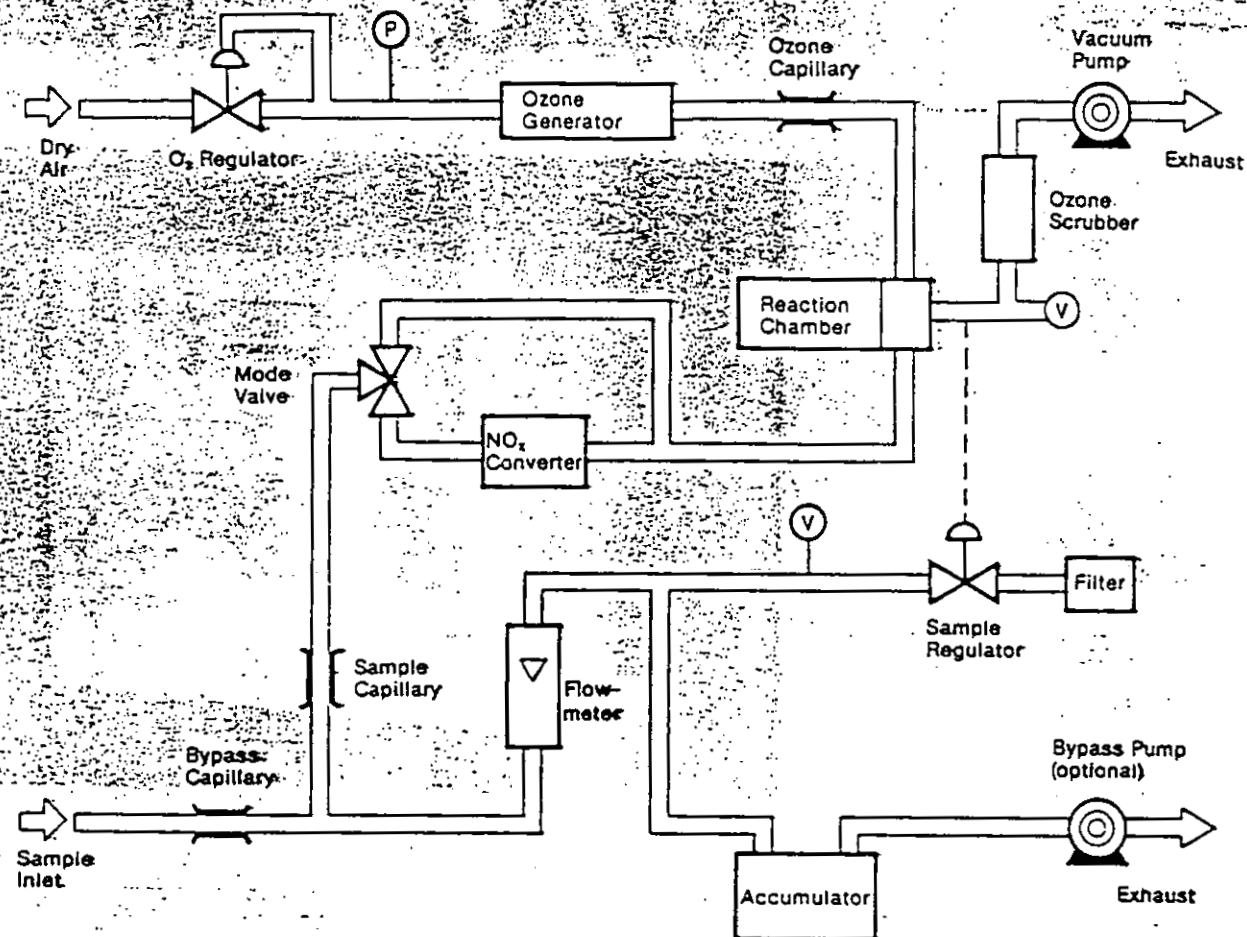 P
Ozone
Capillary
Vacuum
Pump
Ozone
Generator
Dry
Air
O₂ Regulator
Exhaust
Ozone
Scrubber
Reaction
Chamber
V
Mode
Valve
NOx
Converter
V
Filter
Sample
Regulator
Sample
Capillary
Flow-
meter
Bypass
Capillary
Bypass Pump
(optional)
Sample
Inlet
Accumulator
Exhaust